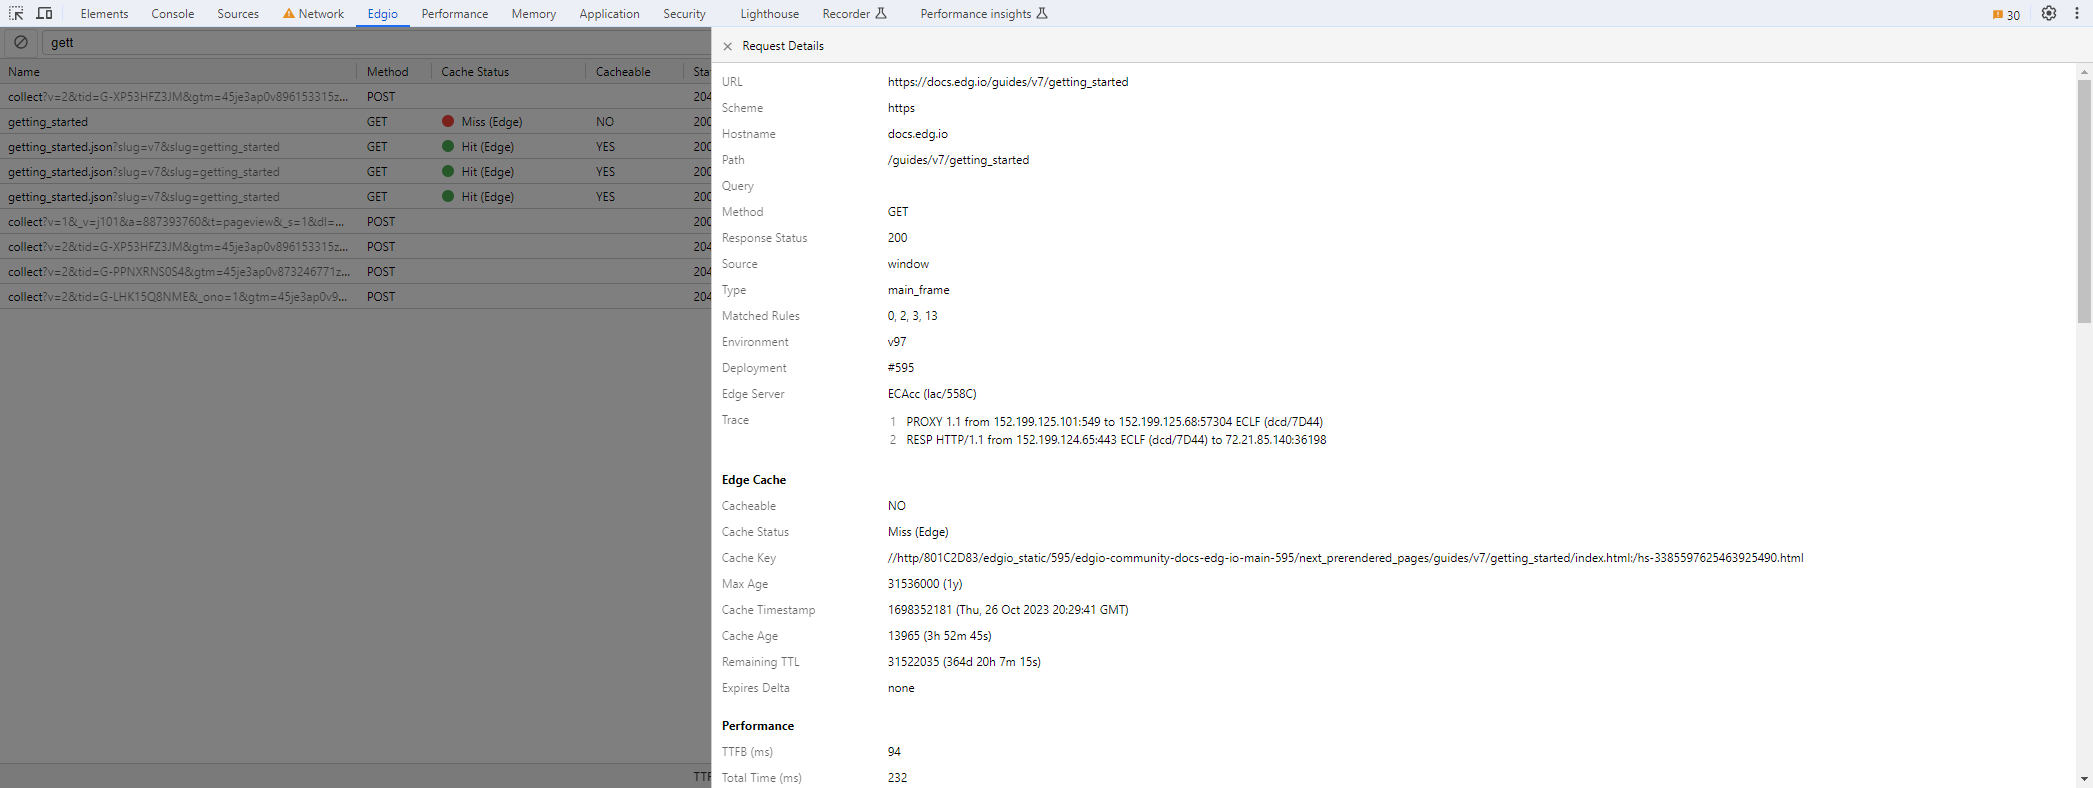 Elements Console Sources Network Edgio Performance Memory Application Security Lighthouse Recorder Performance insights 30
gett
Name Method Cache Status Cacheable Sta
collect?v=2&tid=G-XP53HFZ3JM&gtm=45je3ap0v896153315z... POST 204
getting_started GET Miss (Edge) NO 200
getting_started.json?slug=v7&slug=getting_started GET Hit (Edge) YES 200
getting_started.json?slug=v7&slug=getting_started GET Hit (Edge) YES 200
getting_started.json?slug=v7&slug=getting_started GET Hit (Edge) YES 200
collect?v=1&_v=j101&a=887393760&t=pageview&_s=1&dl=... POST 200
collect?v=2&tid=G-XP53HFZ3JM&gtm=45je3ap0v896153315z... POST 204
collect?v=2&tid=G-PPNXRNS0S4&gtm=45je3ap0v873246771z... POST 204
collect?v=2&tid=G-LHK15Q8NME&_ono=1&gtm=45je3ap0v9... POST 204
TTF
Request Details
URL https://docs.edg.io/guides/v7/getting_started
Scheme https
Hostname docs.edg.io
Path /guides/v7/getting_started
Query
Method GET
Response Status 200
Source window
Type main_frame
Matched Rules 0, 2, 3, 13
Environment v97
Deployment #595
Edge Server ECAcc (lac/558C)
Trace 1 PROXY 1.1 from 152.199.125.101:549 to 152.199.125.68:57304 ECLF (dcd/7D44)
2 RESP HTTP/1.1 from 152.199.124.65:443 ECLF (dcd/7D44) to 72.21.85.140:36198
Edge Cache
Cacheable NO
Cache Status Miss (Edge)
Cache Key //http/801C2D83/edgio_static/595/edgio-community-docs-edg-io-main-595/next_prerendered_pages/guides/v7/getting_started/index.html:/hs-3385597625463925490.html
Max Age 31536000 (1y)
Cache Timestamp 1698352181 (Thu, 26 Oct 2023 20:29:41 GMT)
Cache Age 13965 (3h 52m 45s)
Remaining TTL 31522035 (364d 20h 7m 15s)
Expires Delta none
Performance
TTFB (ms) 94
Total Time (ms) 232